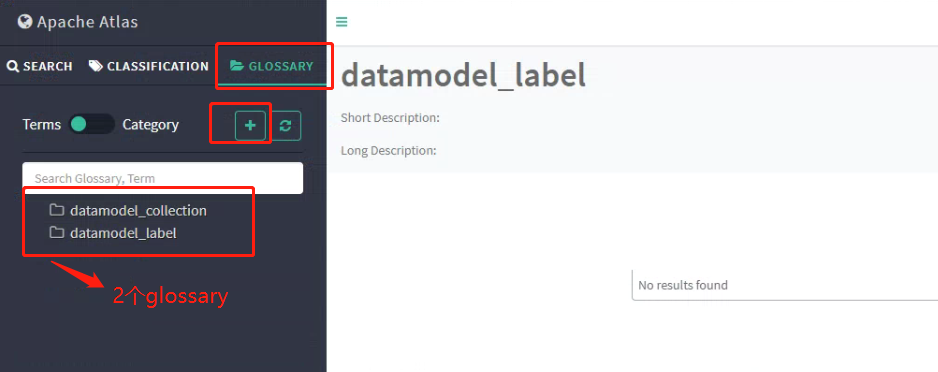 Apache Atlas
SEARCH CLASSIFICATION GLOSSARY
Terms Category
Search Glossary, Term
datamodel_collection
datamodel_label
2个glossary
datamodel_label
Short Description:
Long Description:
No results found